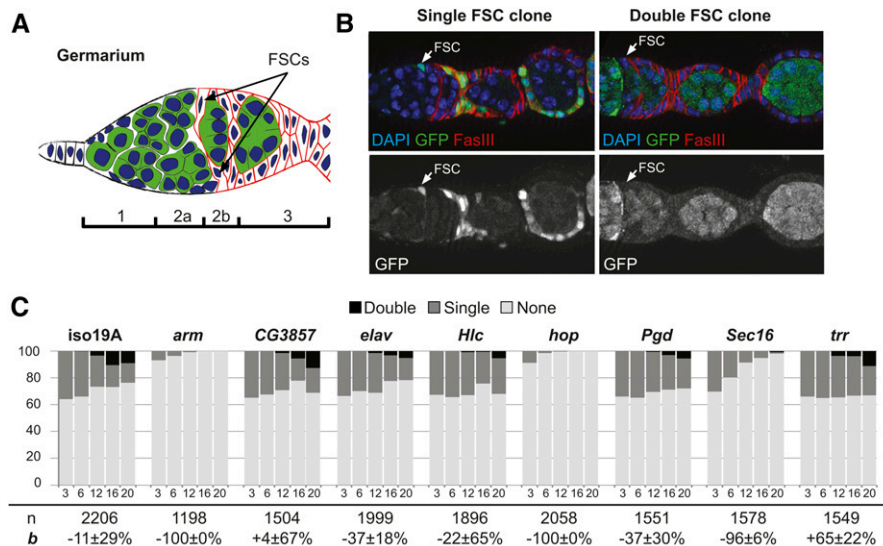 A
Germarium
FSCs
1 2a 2b 3
B
Single FSC clone
Double FSC clone
FSC
FSC
DAPI GFP FasIII
DAPI GFP FasIII
FSC
FSC
GFP
GFP
C
Double Single None
iso19A arm CG3857 elav Hlc hop Pgd Sec16 trr
100
80
60
40
20
0
3 6 12 16 20 3 6 12 16 20 3 6 12 16 20 3 6 12 16 20 3 6 12 16 20 3 6 12 16 20 3 6 12 16 20 3 6 12 16 20 3 6 12 16 20
n 2206 1198 1504 1999 1896 2058 1551 1578 1549
b -11±29% -100±0% +4±67% -37±18% -22±65% -100±0% -37±30% -96±6% +65±22%